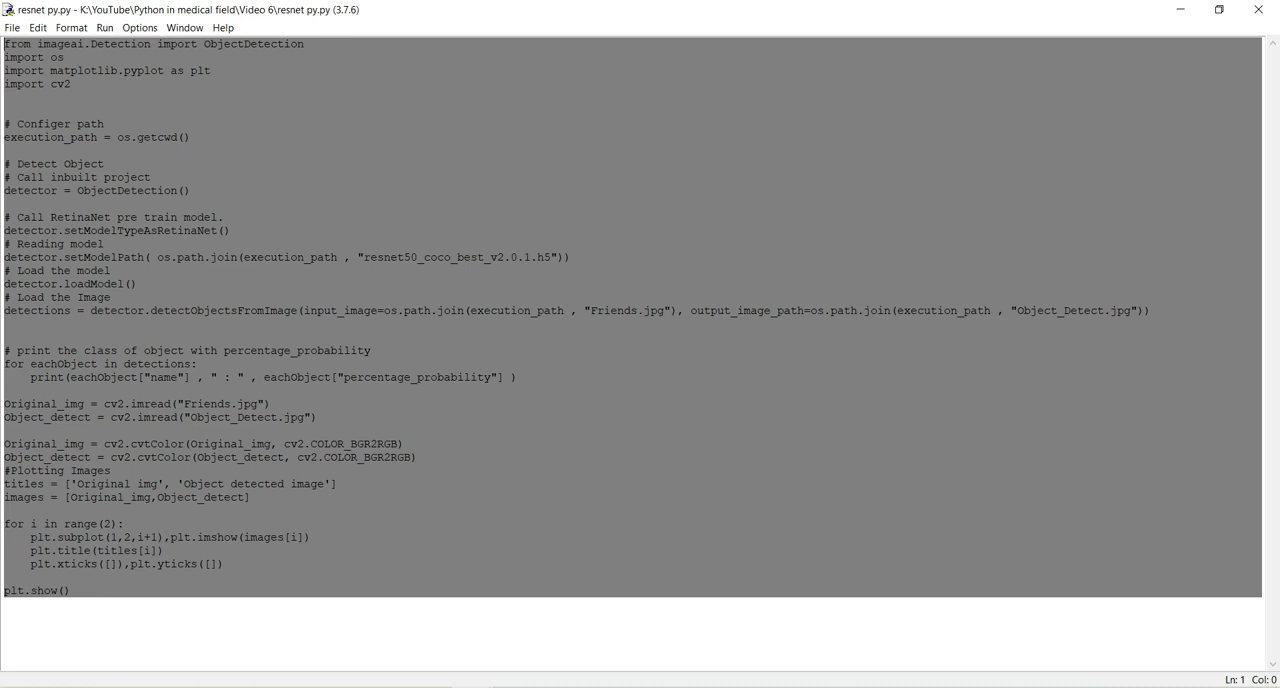 resnet py.py - K:\YouTube\Python in medical field\Video 6\resnet py.py (3.7.6)
File Edit Format Run Options Window Help
from imageai.Detection import ObjectDetection
import os
import matplotlib.pyplot as plt
import cv2
# Configer path
execution_path = os.getcwd()
# Detect Object
# Call inbuilt project
detector = ObjectDetection()
# Call RetinaNet pre train model.
detector.setModelTypeAsRetinaNet()
# Reading model
detector.setModelPath( os.path.join(execution_path , "resnet50_coco_best_v2.0.1.h5"))
# Load the model
detector.loadModel()
# Load the Image
detections = detector.detectObjectsFromImage(input_image=os.path.join(execution_path , "Friends.jpg"), output_image_path=os.path.join(execution_path , "Object_Detect.jpg"))
# print the class of object with percentage_probability
for eachObject in detections:
    print(eachObject["name"] , " : " , eachObject["percentage_probability"] )
Original_img = cv2.imread("Friends.jpg")
Object_detect = cv2.imread("Object_Detect.jpg")
Original_img = cv2.cvtColor(Original_img, cv2.COLOR_BGR2RGB)
Object_detect = cv2.cvtColor(Object_detect, cv2.COLOR_BGR2RGB)
#Plotting Images
titles = ['Original img', 'Object detected image']
images = [Original_img,Object_detect]
for i in range(2):
    plt.subplot(1,2,i+1),plt.imshow(images[i])
    plt.title(titles[i])
    plt.xticks([]),plt.yticks([])
plt.show()
Ln: 1 Col: 0